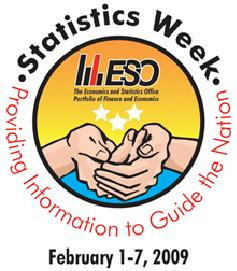 •Statistics Week•
ESO
The Economics and Statistics Office
Portfolio of Finance and Economics
Providing Information to Guide the Nation
February 1-7, 2009